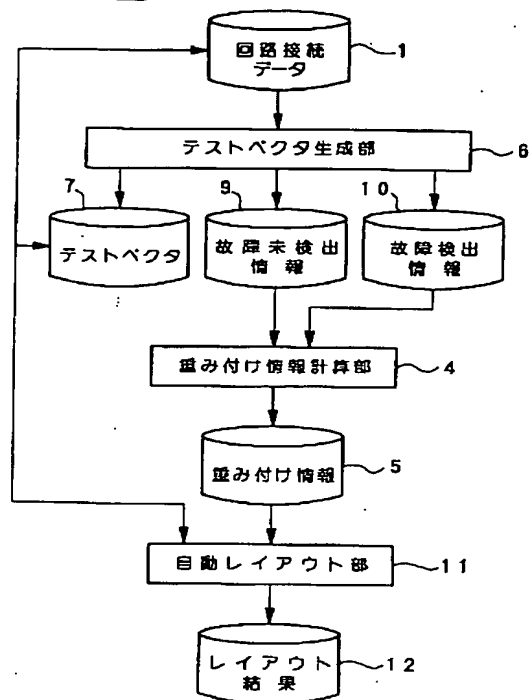 回路接続
データ
1
テストベクタ生成部
6
7
9
10
テストベクタ
故障未検出
情報
故障検出
情報
重み付け情報計算部
4
重み付け情報
5
自動レイアウト部
11
レイアウト
結果
12